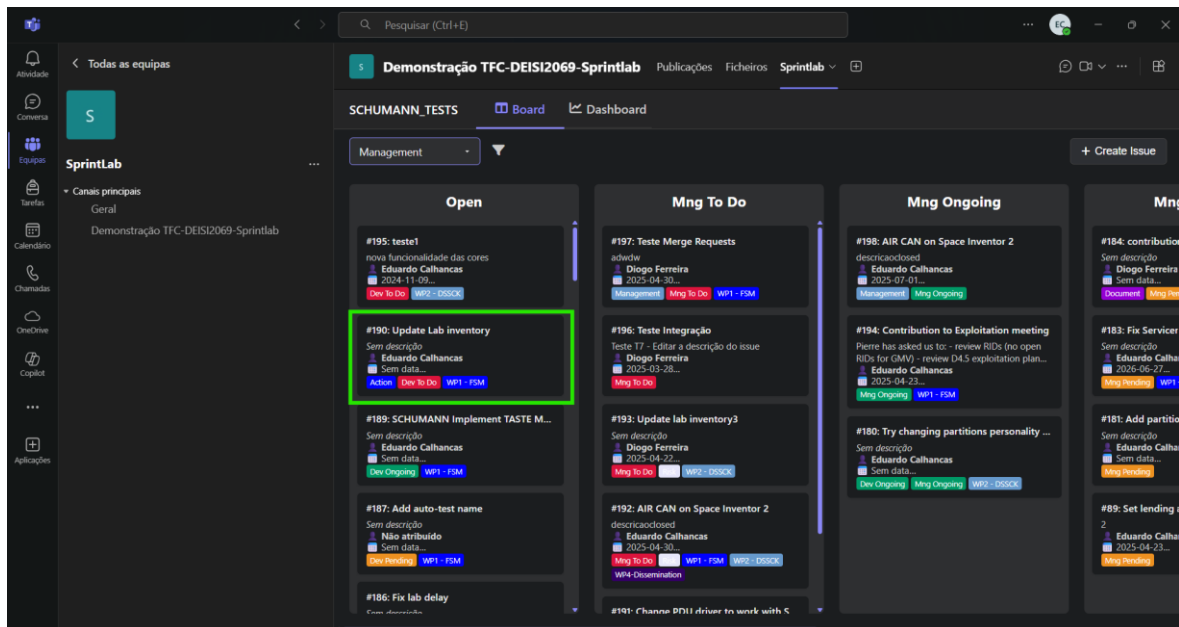 Pesquisar (Ctrl+E)
EC
Atividade
Conversa
Equipas
Tarefas
Calendário
Chamadas
OneDrive
Copilot
Aplicações
Todas as equipas
S
SprintLab
Canais principais
Geral
Demonstração TFC-DEISI2069-Sprintlab
S
Demonstração TFC-DEISI2069-Sprintlab Publicações Ficheiros Sprintlab
SCHUMANN_TESTS Board Dashboard
Management
+ Create Issue
Open
#195: teste1
nova funcionalidade das cores
Eduardo Calhancas
2024-11-09...
Dev To Do WP2 - DSSCK
#190: Update Lab inventory
Sem descrição
Eduardo Calhancas
Sem data...
Action Dev To Do WP1 - FSM
#189: SCHUMANN Implement TASTE M...
Sem descrição
Eduardo Calhancas
Sem data...
Dev Ongoing WP1 - FSM
#187: Add auto-test name
Sem descrição
Não atribuído
Sem data...
Dev Pending WP1 - FSM
#186: Fix lab delay
Sem descrição
Mng To Do
#197: Teste Merge Requests
adwdw
Diogo Ferreira
2025-04-30...
Management Mng To Do WP1 - FSM
#196: Teste Integração
Teste T7 - Editar a descrição do issue
Diogo Ferreira
2025-03-28...
Mng To Do
#193: Update lab inventory3
Sem descrição
Diogo Ferreira
2025-04-22...
Mng To Do WP2 - DSSCK
#192: AIR CAN on Space Inventor 2
descricaoclosed
Eduardo Calhancas
2025-04-30...
Mng To Do WP1 - FSM WP2 - DSSCK
WP4-Dissemination
#191: Change PDU driver to work with S
Mng Ongoing
#198: AIR CAN on Space Inventor 2
descricaoclosed
Eduardo Calhancas
2025-07-01...
Management Mng Ongoing
#194: Contribution to Exploitation meeting
Pierre has asked us to: - review RIDs (no open
RIDs for GMV) - review D4.5 exploitation plan...
Eduardo Calhancas
2025-04-23...
Mng Ongoing WP1 - FSM
#180: Try changing partitions personality ...
Sem descrição
Eduardo Calhancas
Sem data...
Dev Ongoing Mng Ongoing WP2 - DSSCK
Mng
#184: contribution
Sem descrição
Diogo Ferreira
Sem data...
Document Mng Pen
#183: Fix Servicer
Sem descrição
Eduardo Calha
2026-06-27...
Mng Pending WP1
#181: Add partitio
Sem descrição
Eduardo Calha
Sem data...
Mng Pending
#89: Set lending a
2
Eduardo Calha
2025-04-23...
Mng Pending